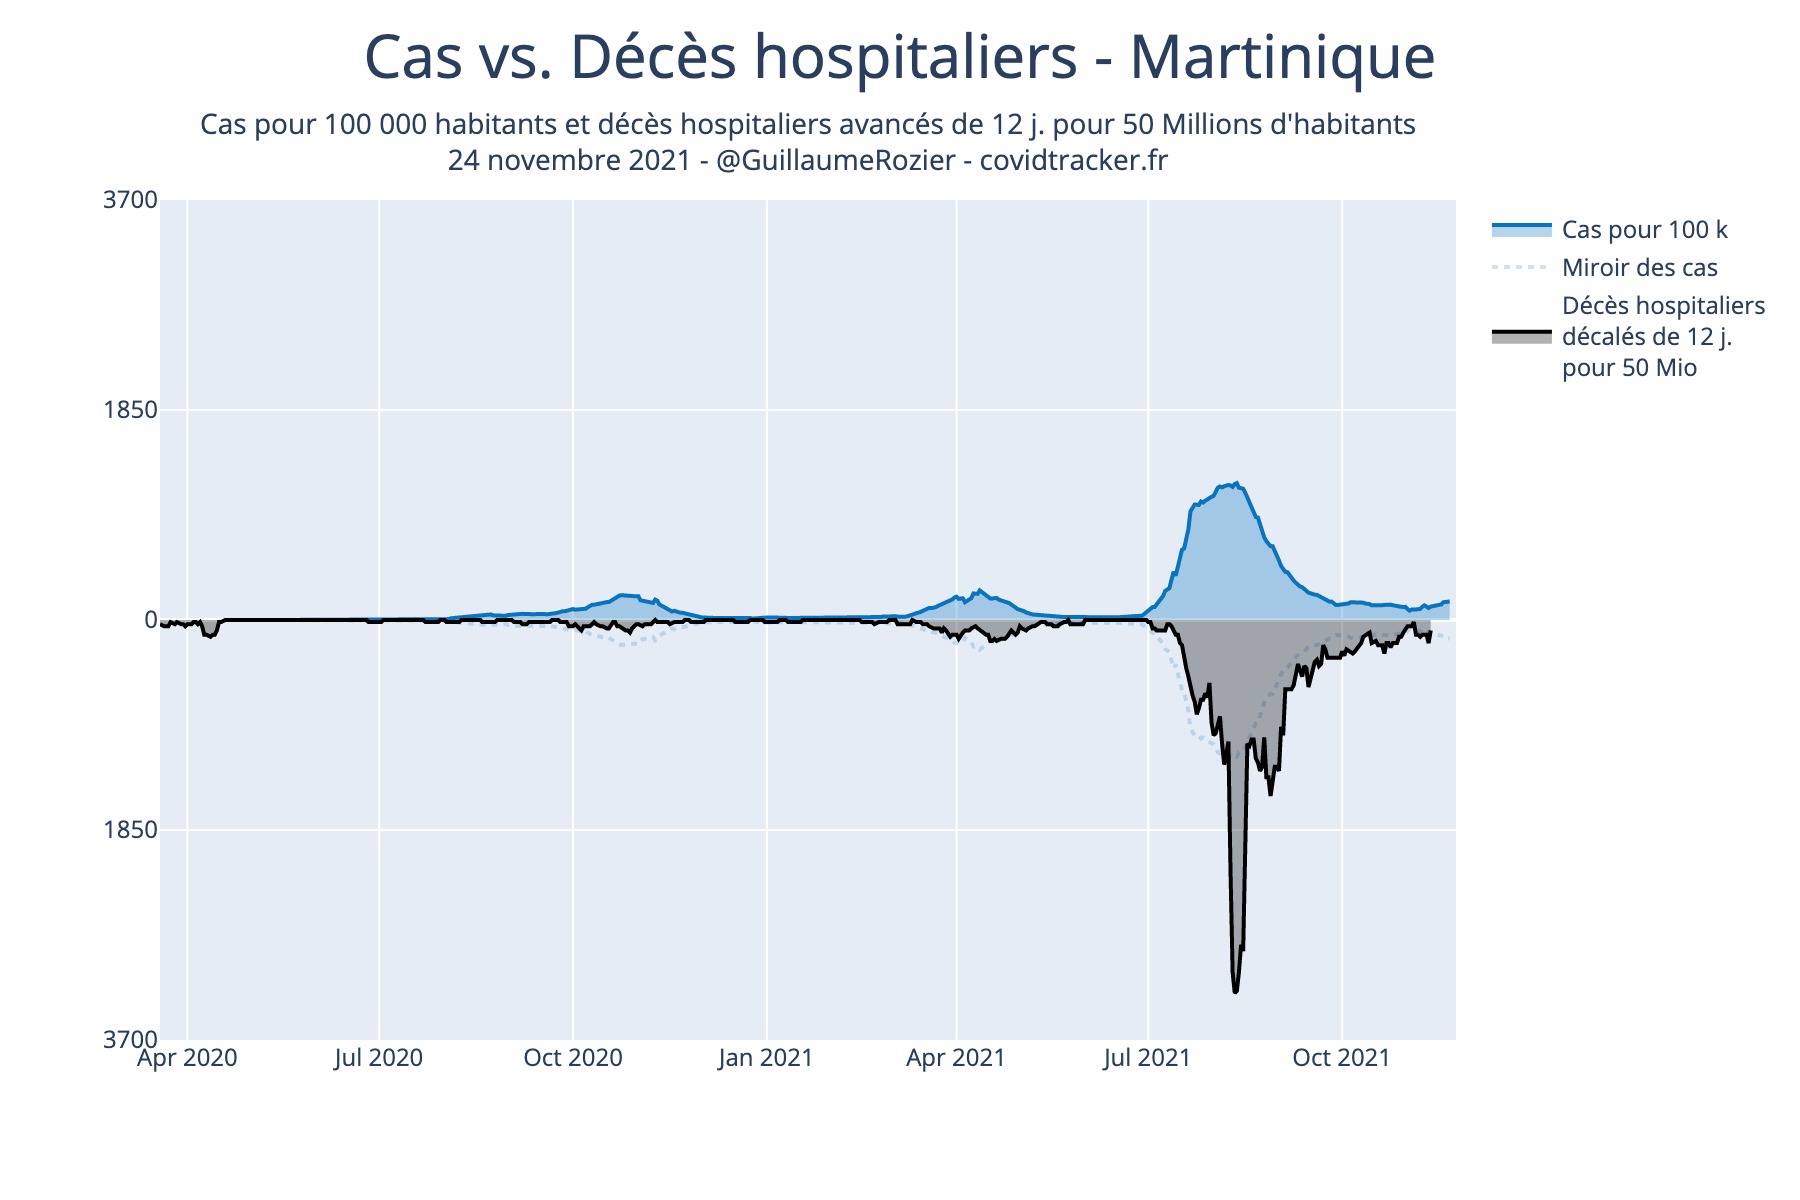 Cas vs. Décès hospitaliers - Martinique
Cas pour 100 000 habitants et décès hospitaliers avancés de 12 j. pour 50 Millions d'habitants
24 novembre 2021 - @GuillaumeRozier - covidtracker.fr
3700
1850
0
1850
3700
Apr 2020
Jul 2020
Oct 2020
Jan 2021
Apr 2021
Jul 2021
Oct 2021
Cas pour 100 k
Miroir des cas
Décès hospitaliers
décalés de 12 j.
pour 50 Mio